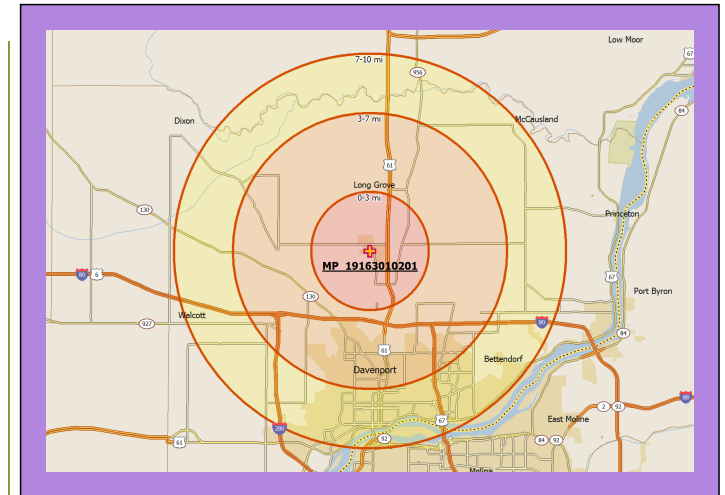 Low Moor
67
7-10 mi
956
84
Dixon
3-7 mi
McCausland
61
Long Grove
0-3 mi
130
Princeton
MP_19163010201
80
6
67
Port Byron
130
Walcott
927
80
84
61
Bettendorf
Davenport
88
2
92
67
East Moline
280
92
84
92
61
Moline